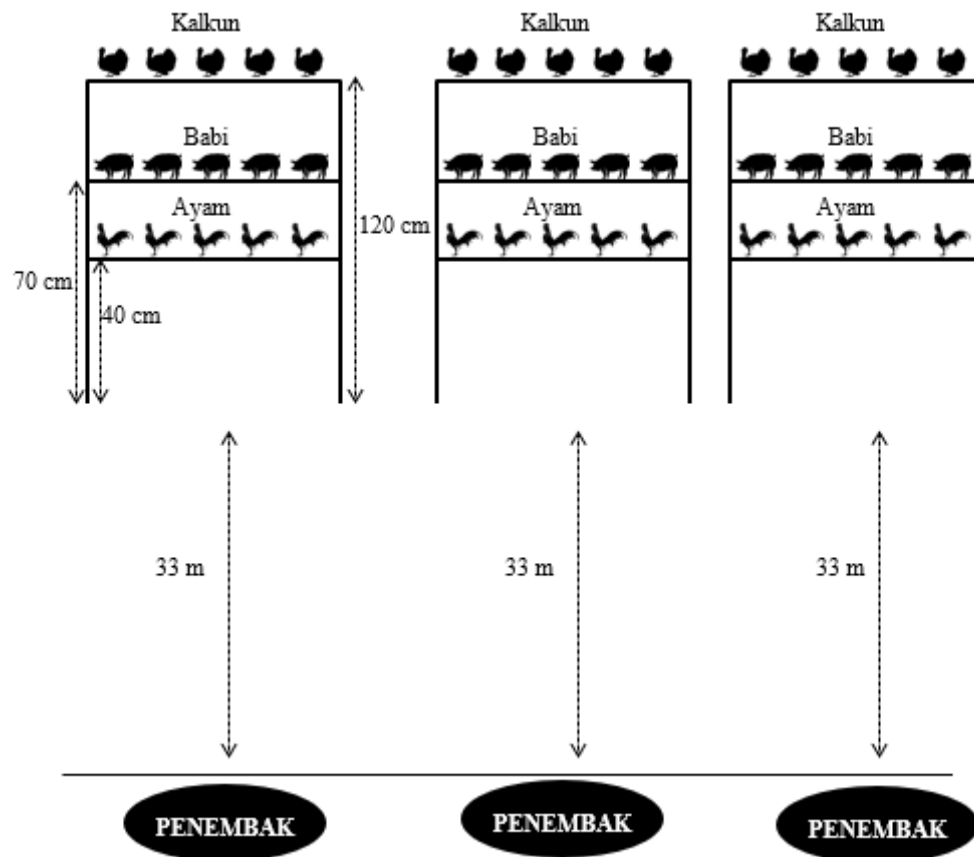 Kalkun
Kalkun
Kalkun
Babi
Babi
Babi
Ayam
Ayam
Ayam
120 cm
70 cm
40 cm
33 m
33 m
33 m
PENEMBAK
PENEMBAK
PENEMBAK